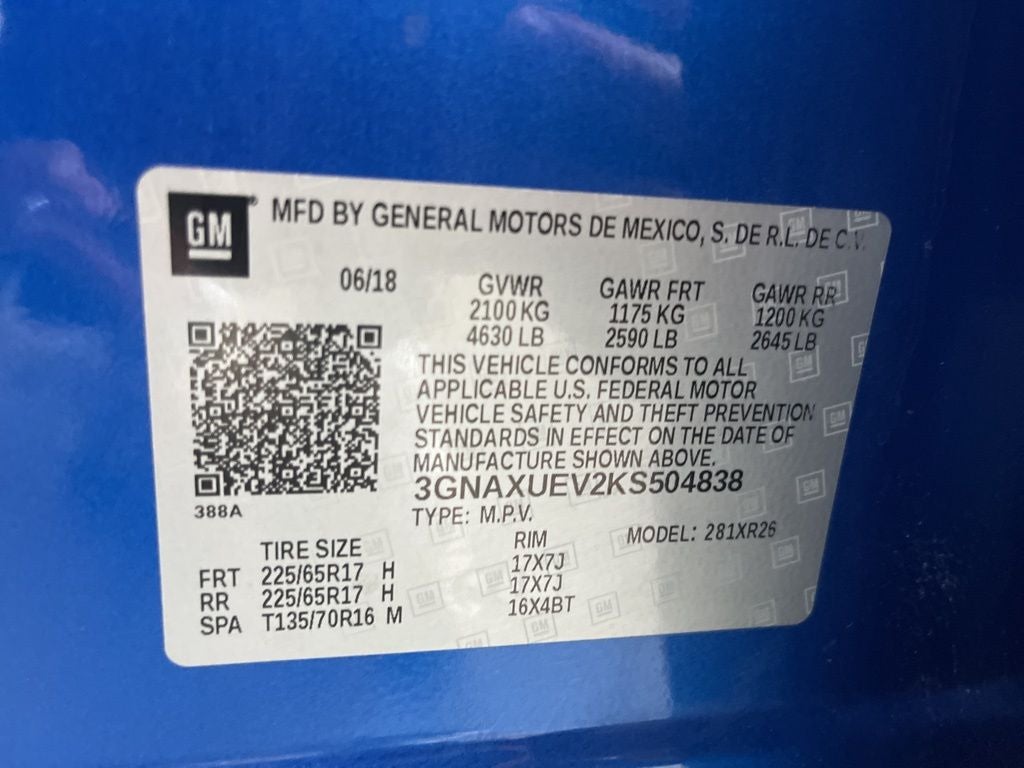 GM® MFD BY GENERAL MOTORS DE MEXICO, S. DE R.L. DE C.V.
06/18 GVWR GAWR FRT GAWR RR
2100 KG 1175 KG 1200 KG
4630 LB 2590 LB 2645 LB
THIS VEHICLE CONFORMS TO ALL
APPLICABLE U.S. FEDERAL MOTOR
VEHICLE SAFETY AND THEFT PREVENTION
STANDARDS IN EFFECT ON THE DATE OF
MANUFACTURE SHOWN ABOVE.
3GNAXUEV2KS504838
388A
TYPE: M.P.V. MODEL: 281XR26
TIRE SIZE RIM
FRT 225/65R17 H 17X7J
RR 225/65R17 H 17X7J
SPA T135/70R16 M 16X4BT